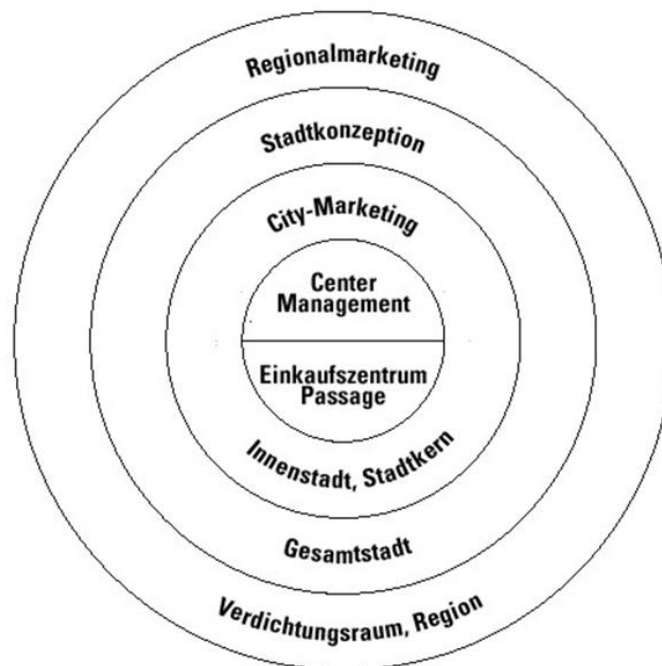 Regionalmarketing
Stadtkonzeption
City-Marketing
Center
Management
Einkaufszentrum
Passage
Innenstadt, Stadtkern
Gesamtstadt
Verdichtungsraum, Region